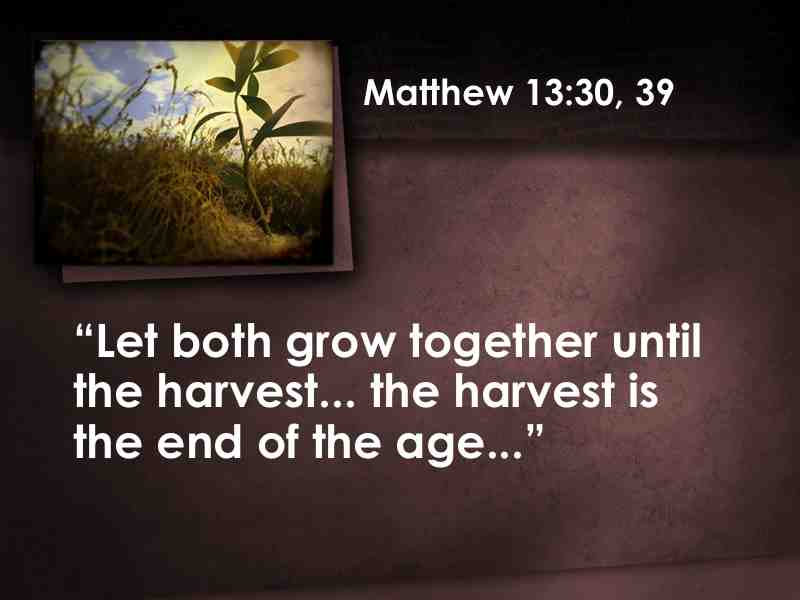 Matthew 13:30, 39
“Let both grow together until
the harvest... the harvest is
the end of the age...”